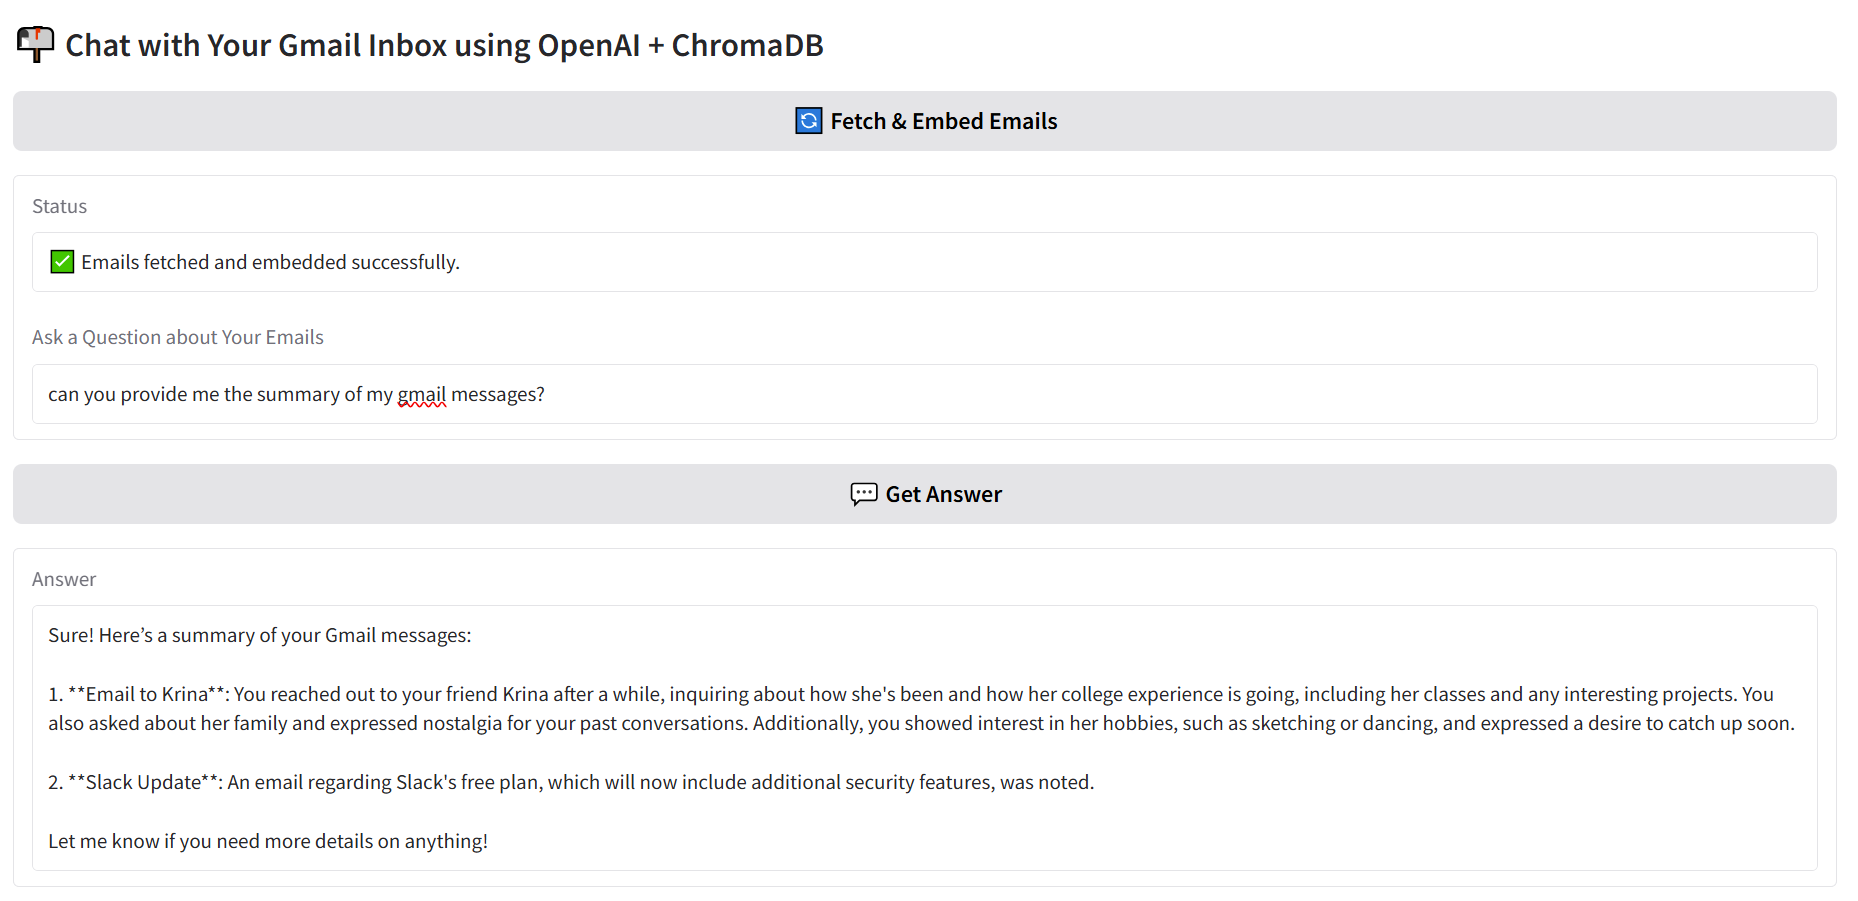 Chat with Your Gmail Inbox using OpenAI + ChromaDB
Fetch & Embed Emails
Status
Emails fetched and embedded successfully.
Ask a Question about Your Emails
can you provide me the summary of my gmail messages?
Get Answer
Answer
Sure! Here’s a summary of your Gmail messages:
1. **Email to Krina**: You reached out to your friend Krina after a while, inquiring about how she's been and how her college experience is going, including her classes and any interesting projects. You
also asked about her family and expressed nostalgia for your past conversations. Additionally, you showed interest in her hobbies, such as sketching or dancing, and expressed a desire to catch up soon.
2. **Slack Update**: An email regarding Slack's free plan, which will now include additional security features, was noted.
Let me know if you need more details on anything!